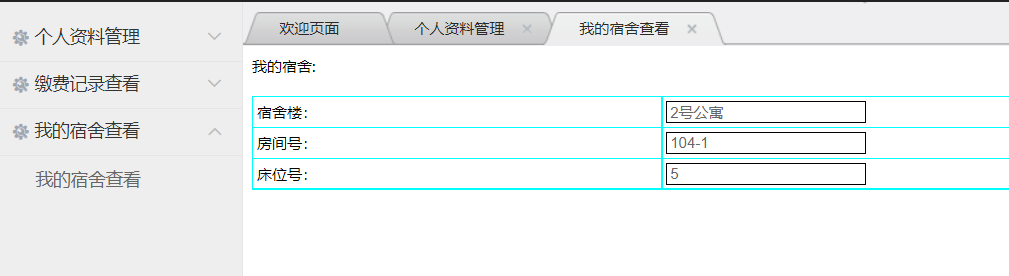 个人资料管理
缴费记录查看
我的宿舍查看
我的宿舍查看
欢迎页面
个人资料管理
我的宿舍查看
我的宿舍:
宿舍楼: 2号公寓
房间号: 104-1
床位号: 5